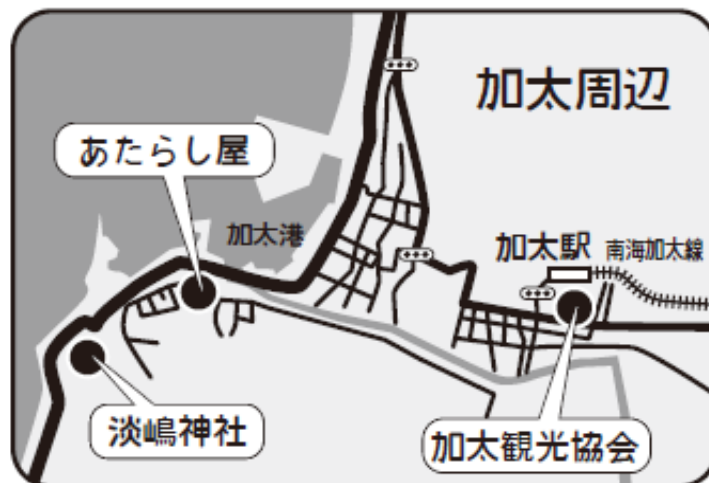 加太周辺
あたらし屋
加太港
加太駅 南海加太線
淡嶋神社
加太観光協会